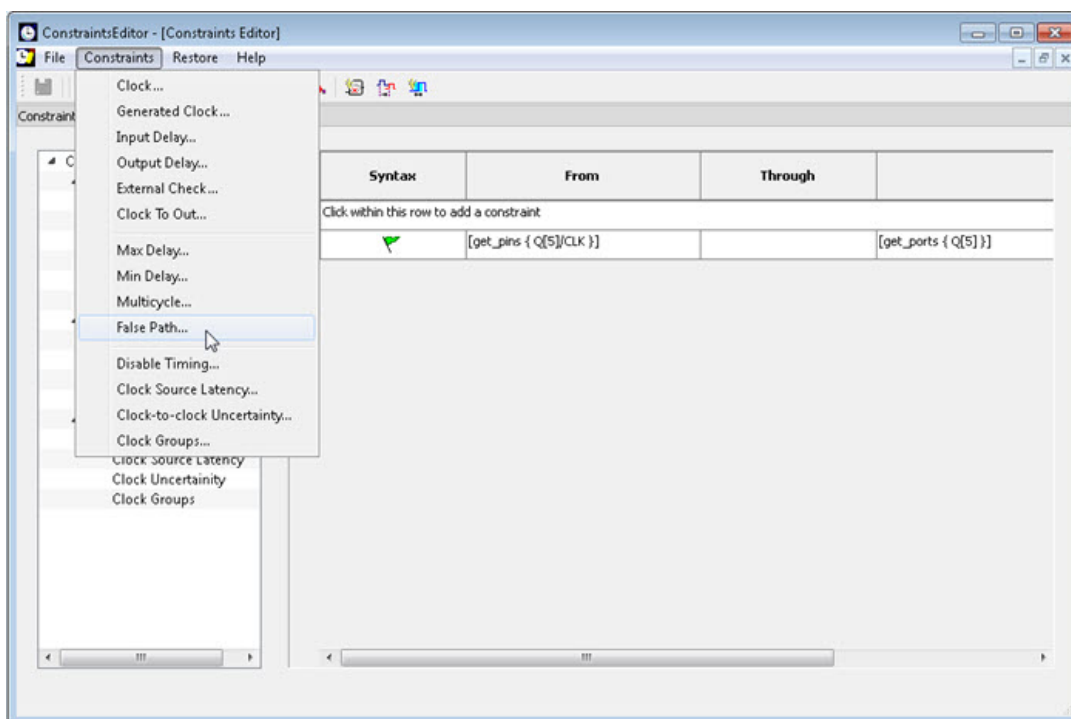 ConstraintsEditor - [Constraints Editor]
File Constraints Restore Help
Constraint
Clock...
Generated Clock...
Input Delay...
Output Delay...
External Check...
Clock To Out...
Max Delay...
Min Delay...
Multicycle...
False Path...
Disable Timing...
Clock Source Latency...
Clock-to-clock Uncertainty...
Clock Groups...
Clock Source Latency
Clock Uncertainity
Clock Groups
Syntax From Through
Click within this row to add a constraint
[get_pins { Q[5]/CLK }] [get_ports { Q[5] }]